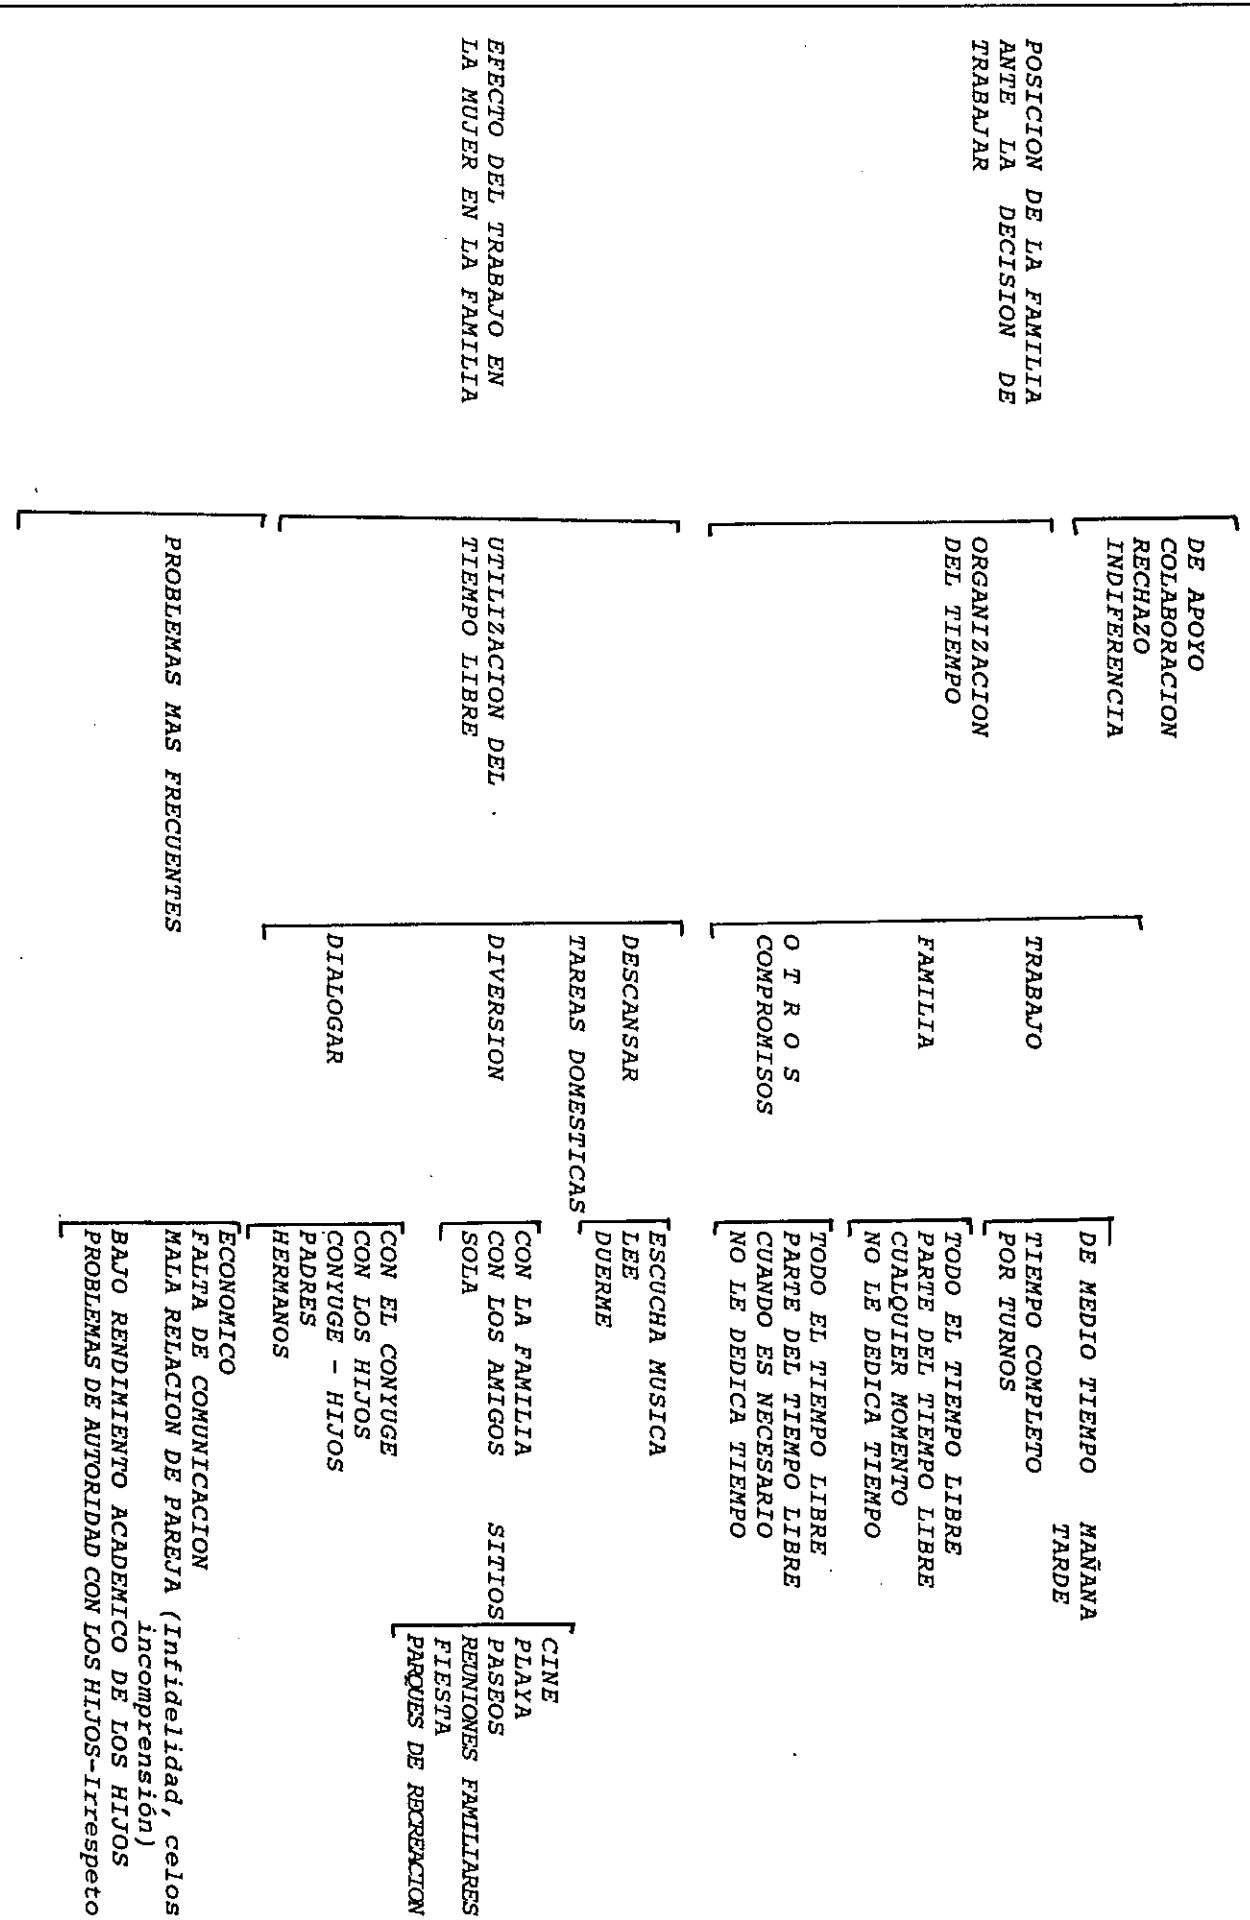 POSICION DE LA FAMILIA
ANTE LA DECISION DE
TRABAJAR
DE APOYO
COLABORACION
RECHAZO
INDIFERENCIA
ORGANIZACION
DEL TIEMPO
TRABAJO
DE MEDIO TIEMPO MAÑANA
TARDE
TIEMPO COMPLETO
POR TURNOS
FAMILIA
TODO EL TIEMPO LIBRE
PARTE DEL TIEMPO LIBRE
CUALQUIER MOMENTO
NO LE DEDICA TIEMPO
O T R O S
COMPROMISOS
TODO EL TIEMPO LIBRE
PARTE DEL TIEMPO LIBRE
CUANDO ES NECESARIO
NO LE DEDICA TIEMPO
EFECTO DEL TRABAJO EN
LA MUJER EN LA FAMILIA
UTILIZACION DEL
TIEMPO LIBRE
DESCANSAR
ESCUCHA MUSICA
LEE
DUERME
TAREAS DOMESTICAS
DIVERSION
CON LA FAMILIA
CON LOS AMIGOS
SOLA
SITIOS
CINE
PLAYA
PASEOS
REUNIONES FAMILIARES
FIESTA
PARQUES DE RECREACION
DIALOGAR
CON EL CONYUGE
CON LOS HIJOS
CONYUGE - HIJOS
PADRES
HERMANOS
PROBLEMAS MAS FRECUENTES
ECONOMICO
FALTA DE COMUNICACION
MALA RELACION DE PAREJA (Infidelidad, celos
incomprensión)
BAJO RENDIMIENTO ACADEMICO DE LOS HIJOS
PROBLEMAS DE AUTORIDAD CON LOS HIJOS-Irrespeto